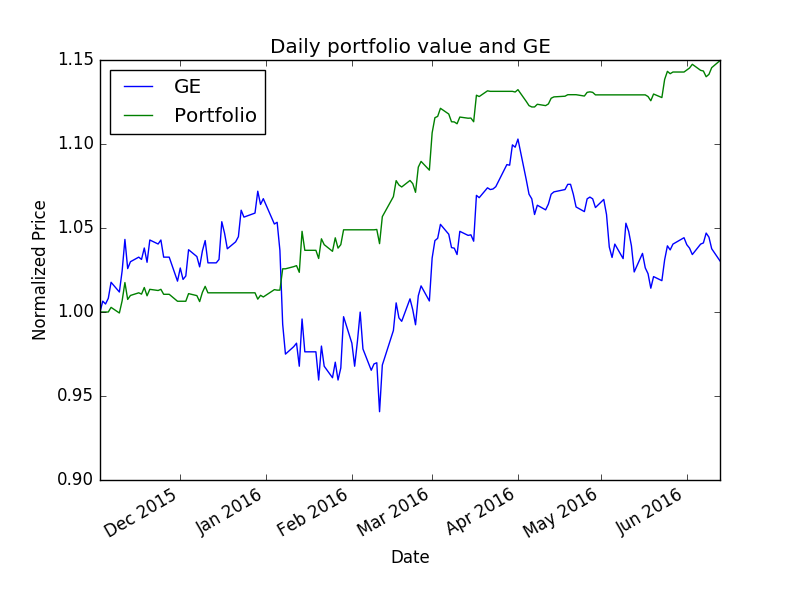 Daily portfolio value and GE
GE
Portfolio
1.15
1.10
1.05
1.00
0.95
0.90
Normalized Price
Dec 2015
Jan 2016
Feb 2016
Mar 2016
Apr 2016
May 2016
Jun 2016
Date